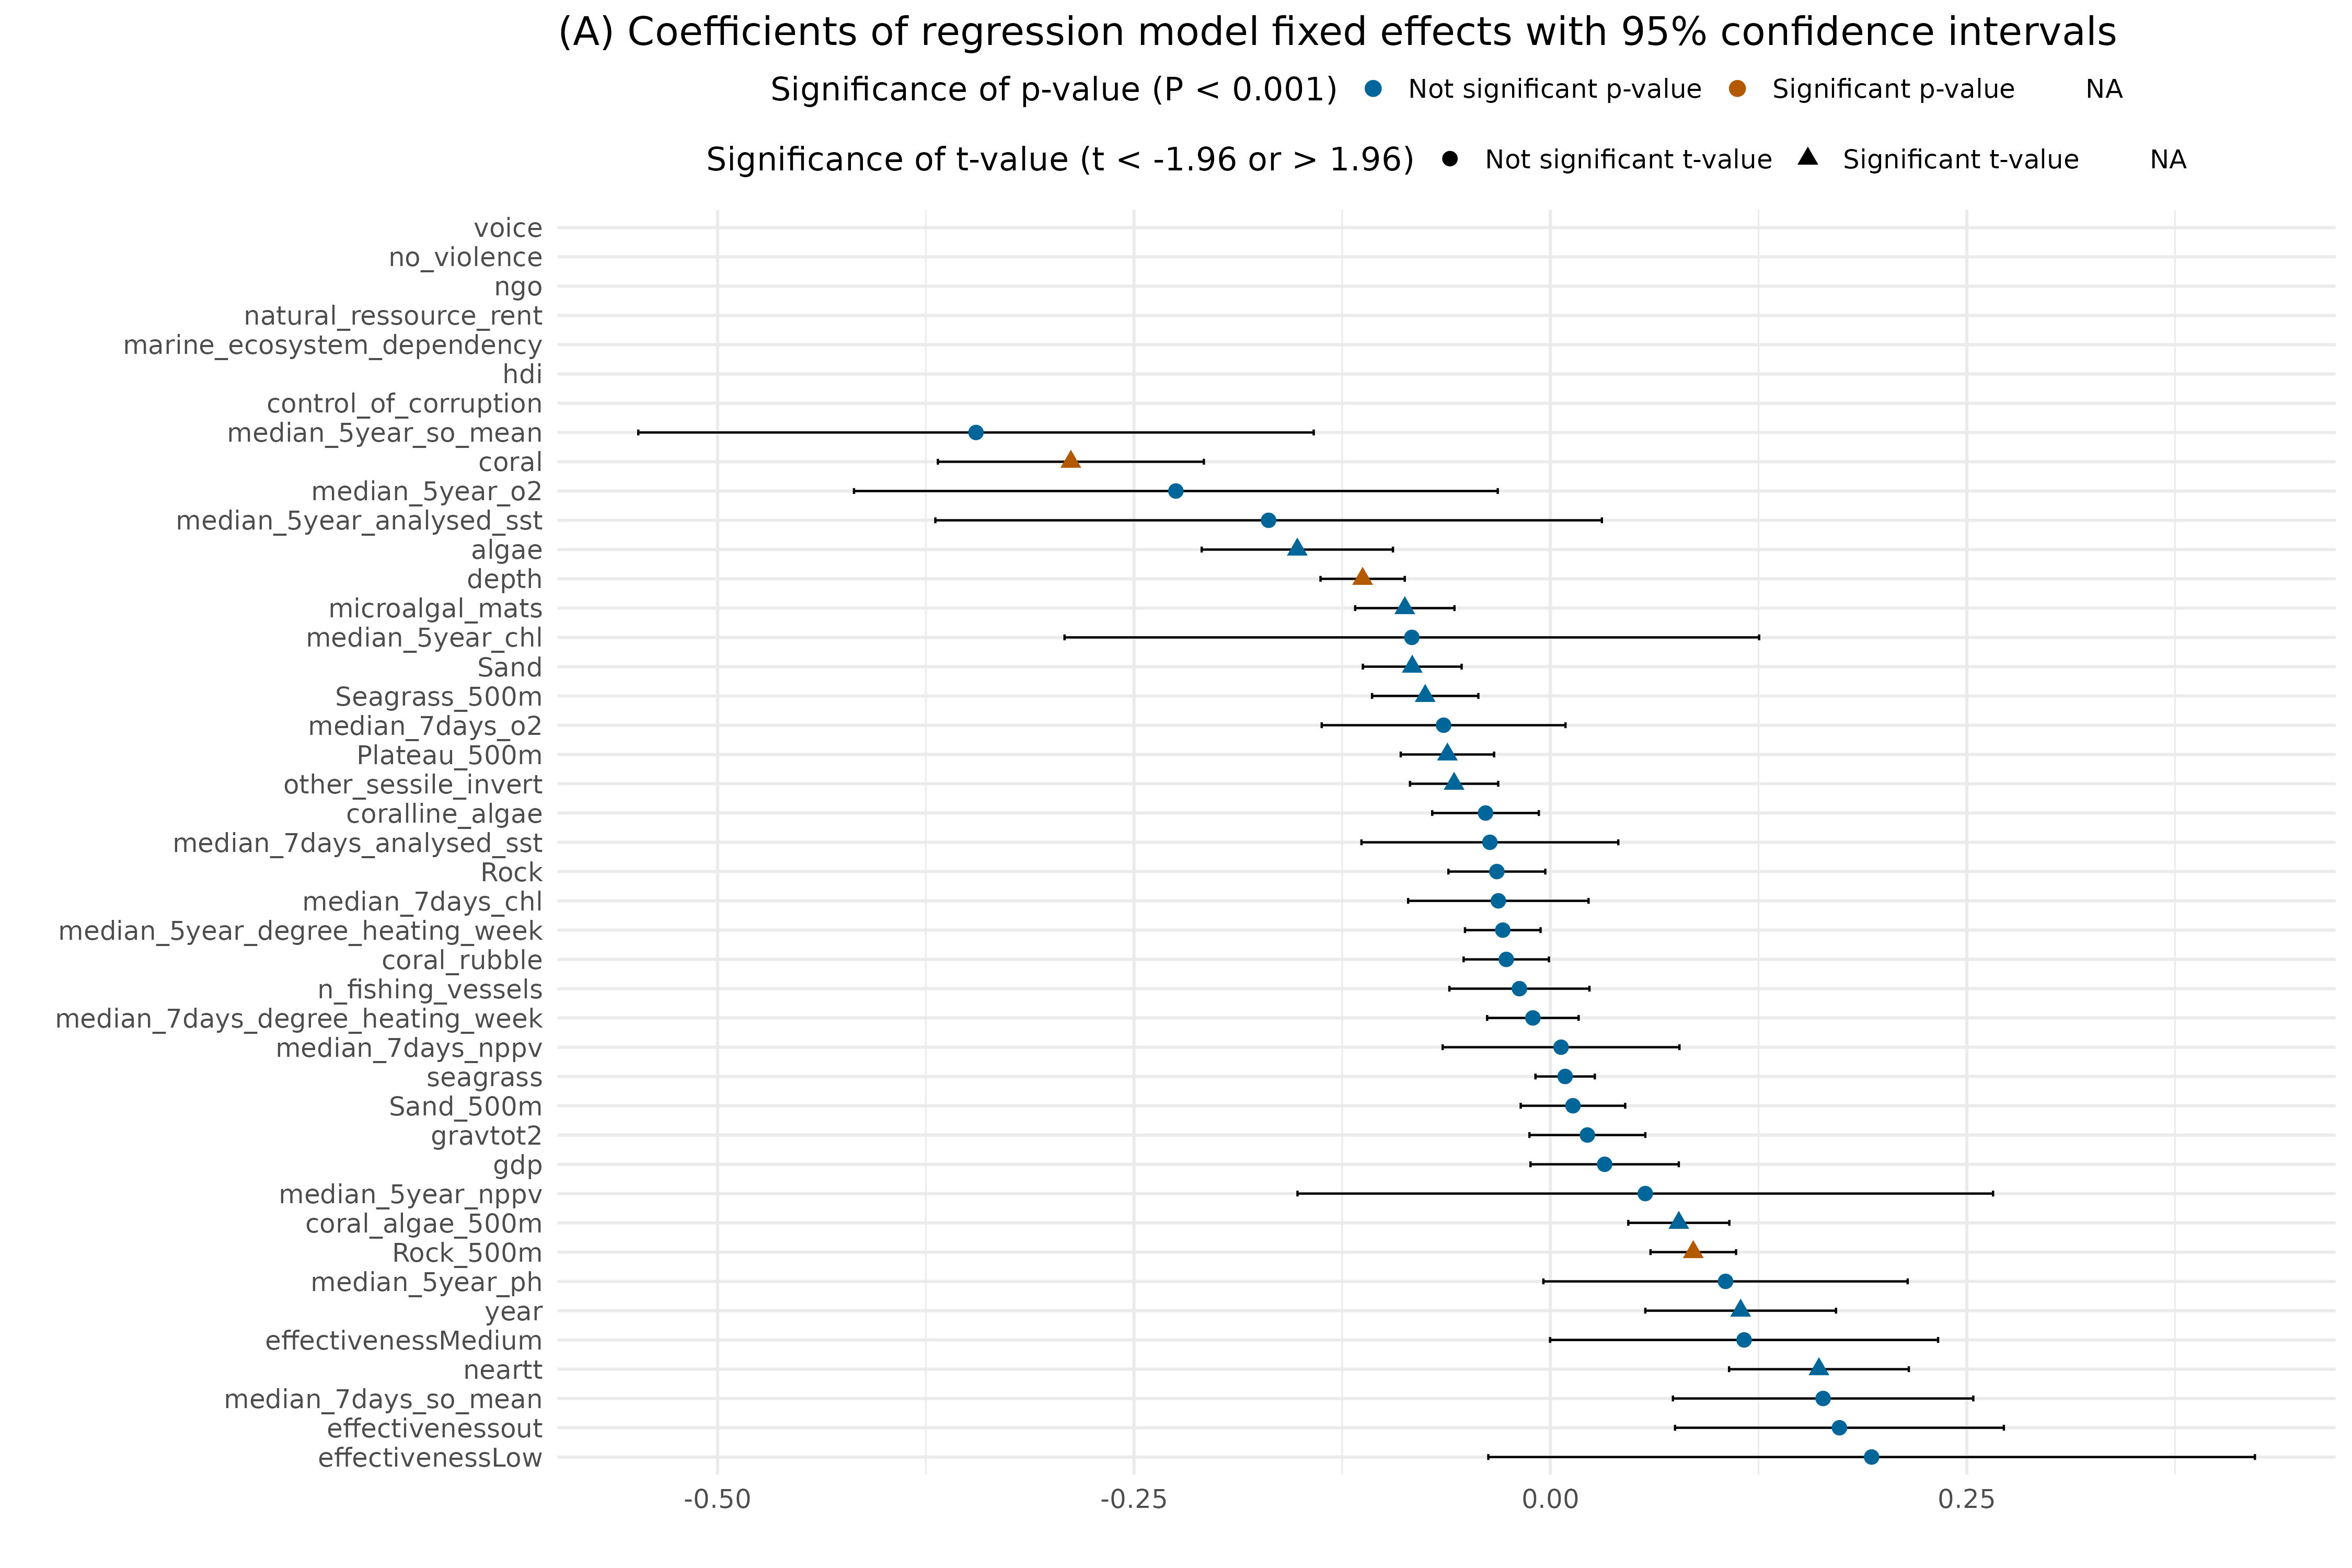 (A) Coefficients of regression model fixed effects with 95% confidence intervals
Significance of p-value (P < 0.001) Not significant p-value Significant p-value NA
Significance of t-value (t < -1.96 or > 1.96) Not significant t-value Significant t-value NA
voice
no_violence
ngo
natural_ressource_rent
marine_ecosystem_dependency
hdi
control_of_corruption
median_5year_so_mean
coral
median_5year_o2
median_5year_analysed_sst
algae
depth
microalgal_mats
median_5year_chl
Sand
Seagrass_500m
median_7days_o2
Plateau_500m
other_sessile_invert
coralline_algae
median_7days_analysed_sst
Rock
median_7days_chl
median_5year_degree_heating_week
coral_rubble
n_fishing_vessels
median_7days_degree_heating_week
median_7days_nppv
seagrass
Sand_500m
gravtot2
gdp
median_5year_nppv
coral_algae_500m
Rock_500m
median_5year_ph
year
effectivenessMedium
neartt
median_7days_so_mean
effectivenessout
effectivenessLow
-0.50 -0.25 0.00 0.25